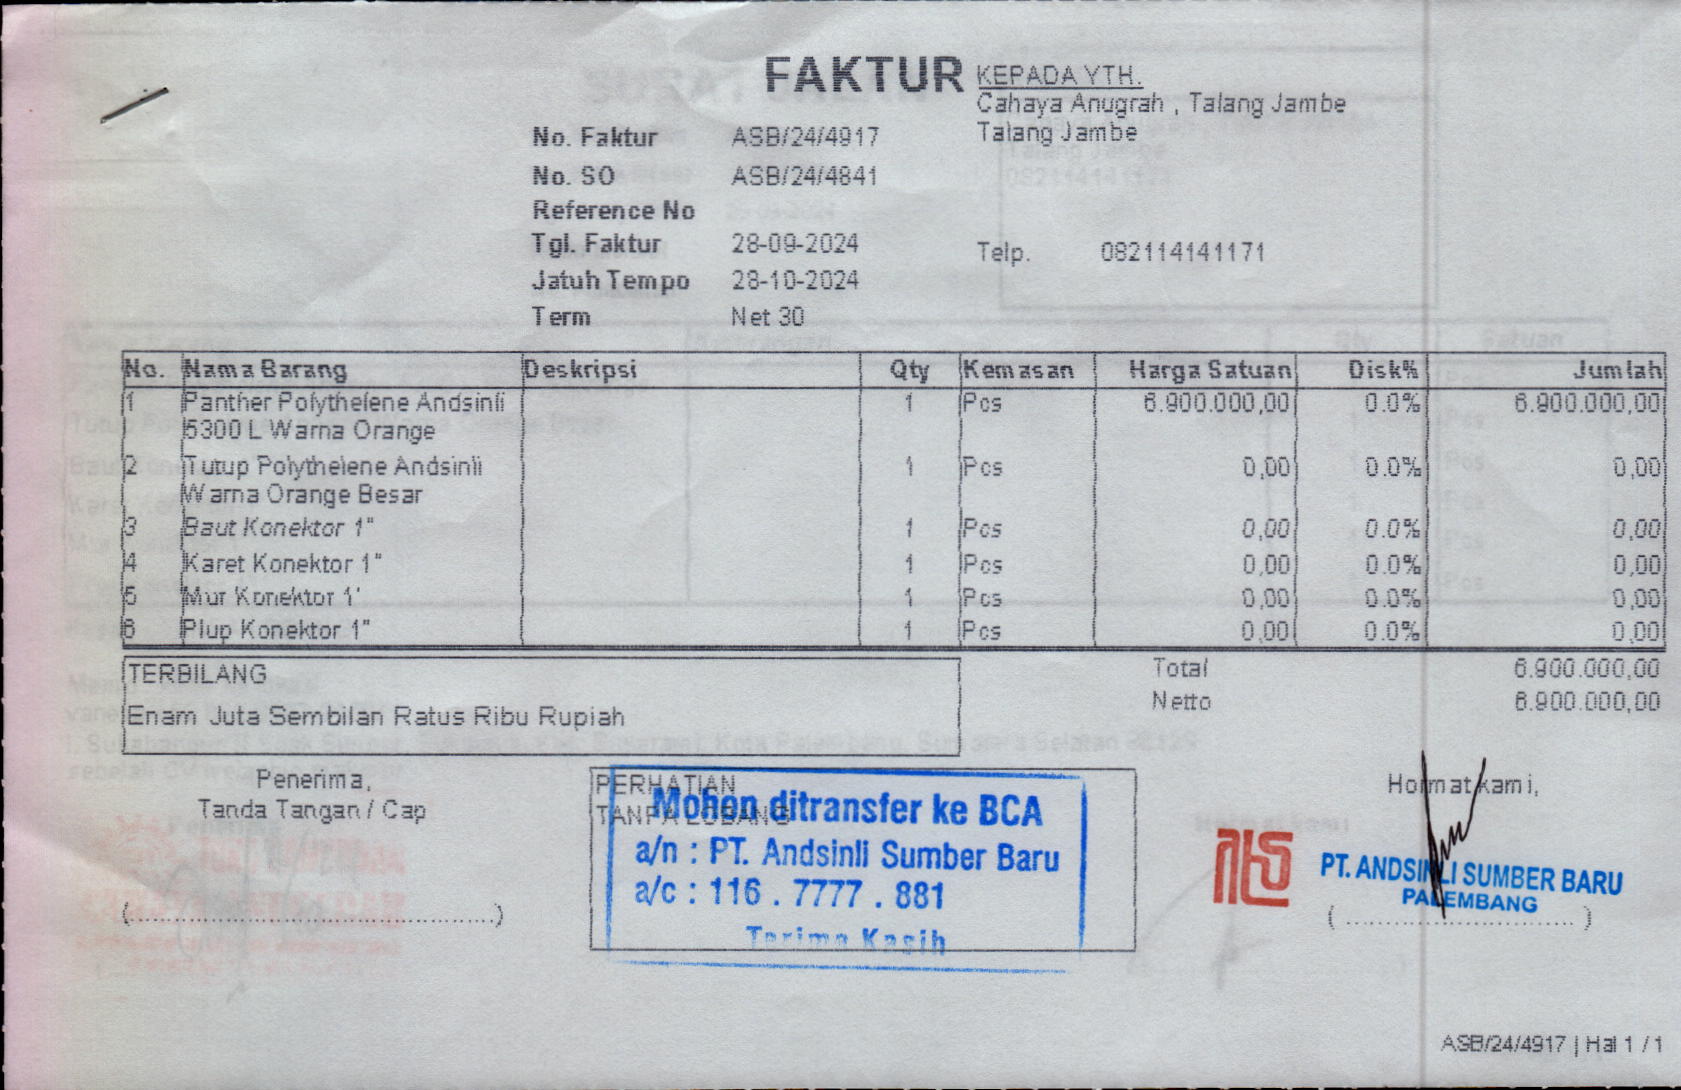 FAKTUR
KEPADA YTH.
Cahaya Anugrah , Talang Jambe
Talang Jambe
No. Faktur ASB/24/4917
No. SO ASB/24/4841
Reference No
Tgl. Faktur 28-09-2024
Telp. 082114141171
Jatuh Tempo 28-10-2024
Term Net 30
No. Nama Barang Deskripsi Qty Kemasan Harga Satuan Disk% Jumlah
1 Panther Polythelene Andsinli 1 Pcs 6.900.000,00 0.0% 6.900.000,00
5300 L Warna Orange
2 Tutup Polythelene Andsinli 1 Pcs 0,00 0.0% 0,00
Warna Orange Besar
3 Baut Konektor 1" 1 Pcs 0,00 0.0% 0,00
4 Karet Konektor 1" 1 Pcs 0,00 0.0% 0,00
5 Mur Konektor 1' 1 Pcs 0,00 0.0% 0,00
6 Plup Konektor 1" 1 Pcs 0,00 0.0% 0,00
TERBILANG
Enam Juta Sembilan Ratus Ribu Rupiah
Total 6.900.000,00
Netto 6.900.000,00
Penerima,
Tanda Tangan / Cap
(................................................)
PERHATIAN
TANPA LUBANG
Mohon ditransfer ke BCA
a/n : PT. Andsinli Sumber Baru
a/c : 116 . 7777 . 881
Terima Kasih
Hormat kami,
PT. ANDSINLI SUMBER BARU
PALEMBANG
( ............................. )
ASB/24/4917 | Hal 1 / 1